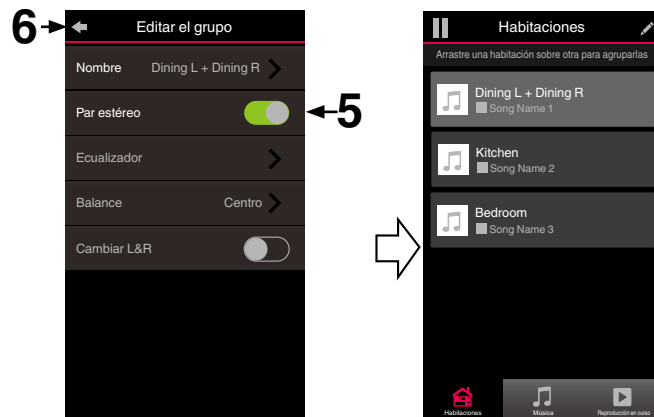 6
Editar el grupo
Nombre Dining L + Dining R
Par estéreo
5
Ecualizador
Balance Centro
Cambiar L&R
Habitaciones
Arrastre una habitación sobre otra para agruparlas
Dining L + Dining R
Song Name 1
Kitchen
Song Name 2
Bedroom
Song Name 3
Habitaciones Música Reproducción en curso